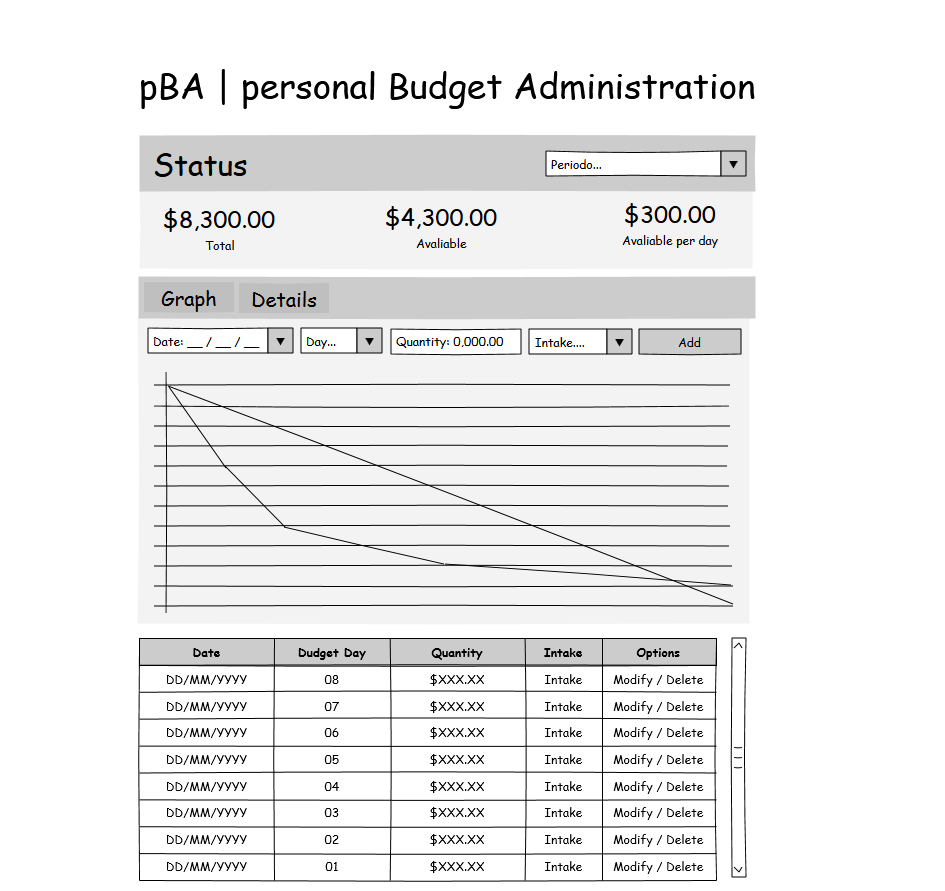 pBA | personal Budget Administration
Status
Periodo...
$8,300.00 $4,300.00 $300.00
Total Avaliable Avaliable per day
Graph Details
Date: __ / __ / __ Day... Quantity: 0,000.00 Intake.... Add
Date Dudget Day Quantity Intake Options
DD/MM/YYYY 08 $XXX.XX Intake Modify / Delete
DD/MM/YYYY 07 $XXX.XX Intake Modify / Delete
DD/MM/YYYY 06 $XXX.XX Intake Modify / Delete
DD/MM/YYYY 05 $XXX.XX Intake Modify / Delete
DD/MM/YYYY 04 $XXX.XX Intake Modify / Delete
DD/MM/YYYY 03 $XXX.XX Intake Modify / Delete
DD/MM/YYYY 02 $XXX.XX Intake Modify / Delete
DD/MM/YYYY 01 $XXX.XX Intake Modify / Delete